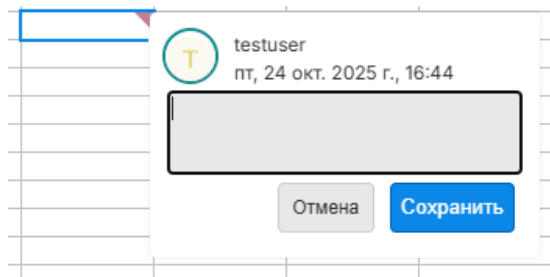 T
testuser
пт, 24 окт. 2025 г., 16:44
Отмена
Сохранить